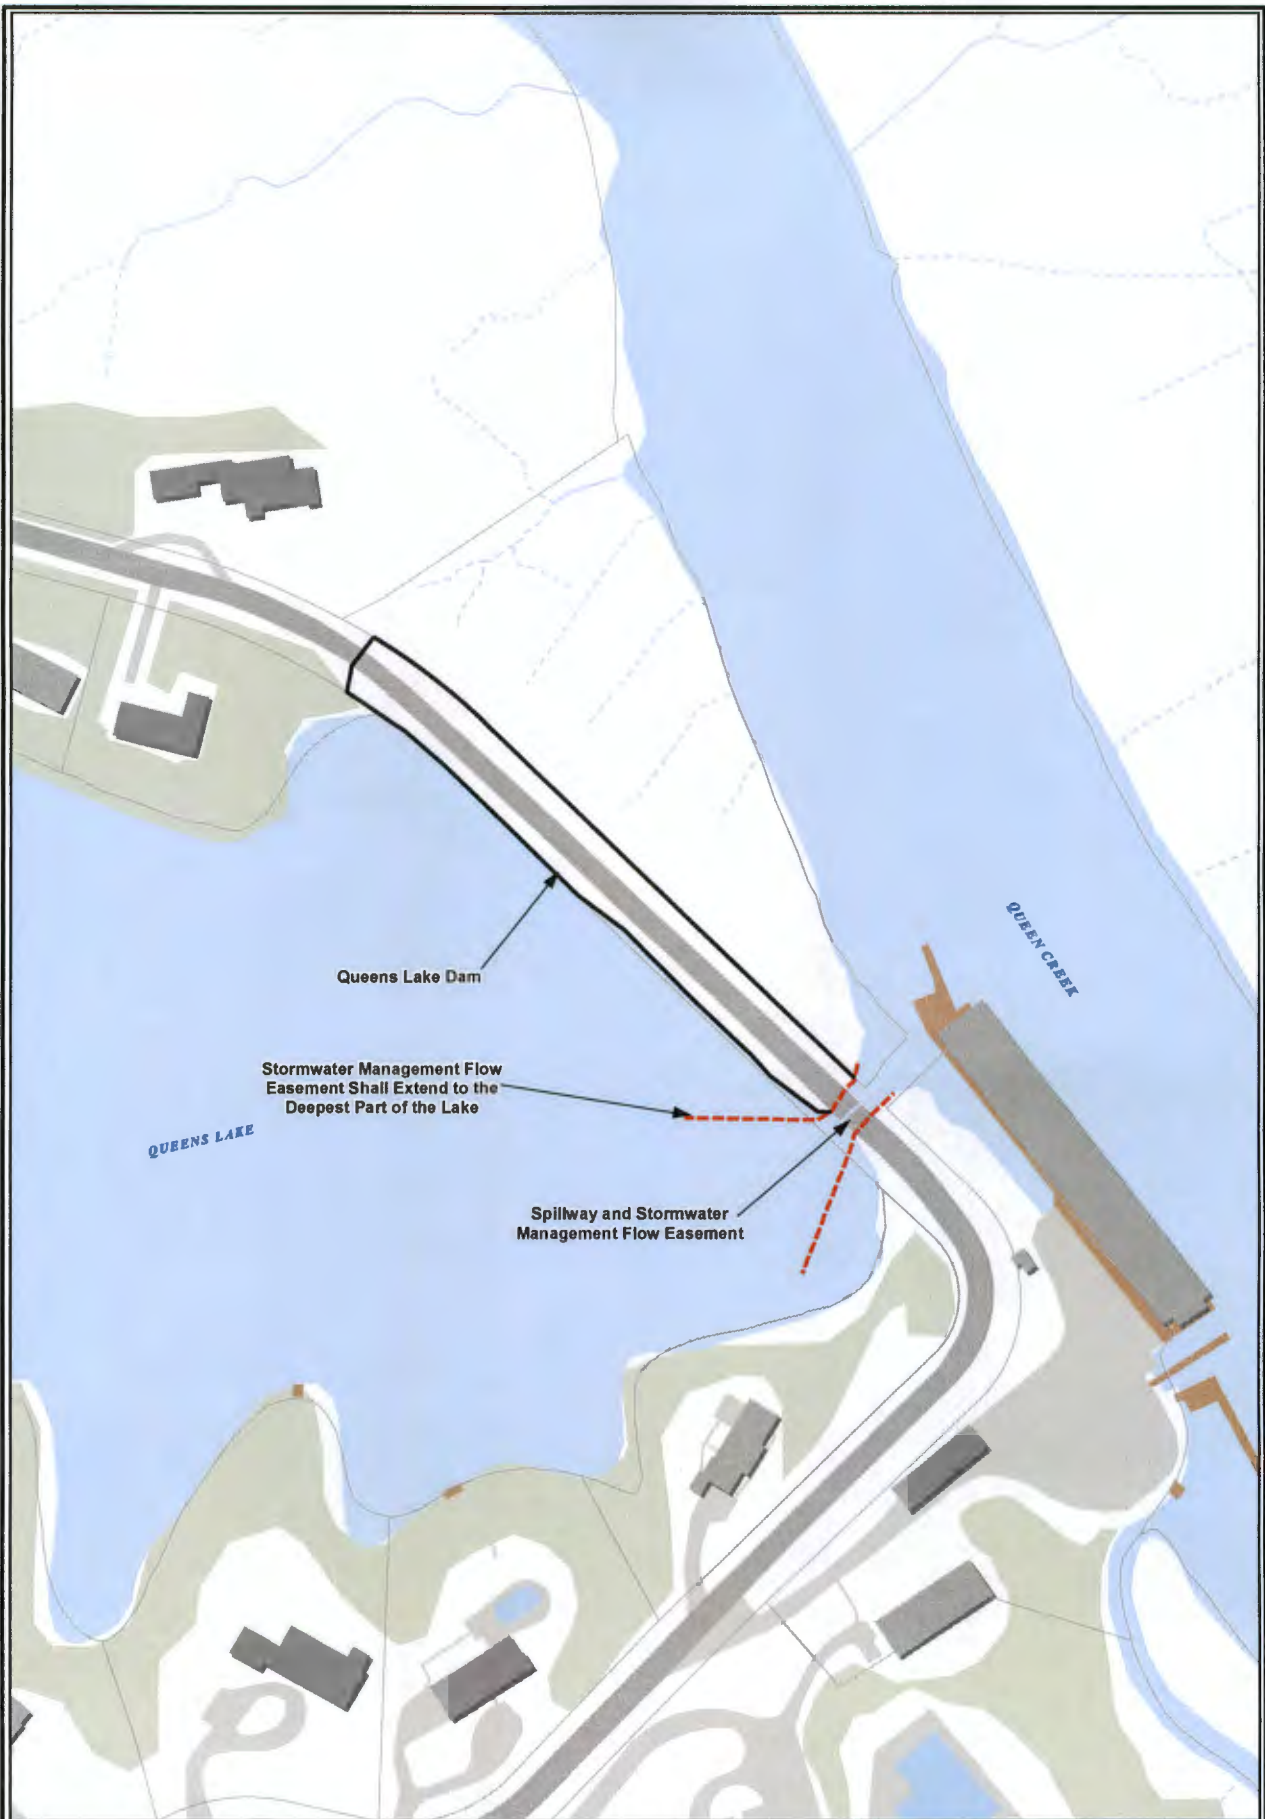 QUEEN CREEK
Queens Lake Dam
Stormwater Management Flow
Easement Shall Extend to the
Deepest Part of the Lake
QUEENS LAKE
Spillway and Stormwater
Management Flow Easement